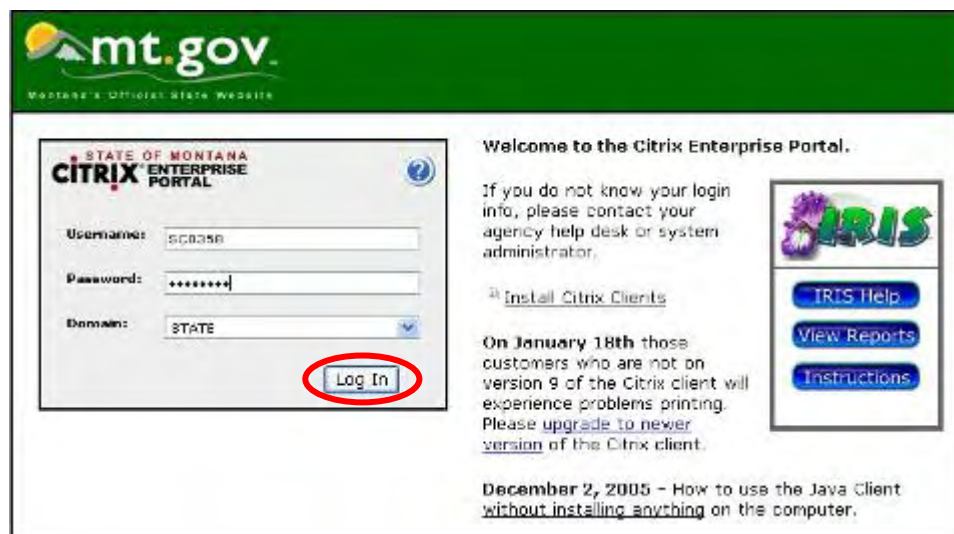 mt.gov
Montana's Official State Website
STATE OF MONTANA
CITRIX ENTERPRISE
PORTAL
?
Username:
Password: ••••••••
Domain: STATE
Log In
Welcome to the Citrix Enterprise Portal.
If you do not know your login
info, please contact your
agency help desk or system
administrator.
Install Citrix Clients
On January 18th those
customers who are not on
version 9 of the Citrix client will
experience problems printing.
Please upgrade to newer
version of the Citrix client.
December 2, 2005 – How to use the Java Client
without installing anything on the computer.
IRIS
IRIS Help
View Reports
Instructions